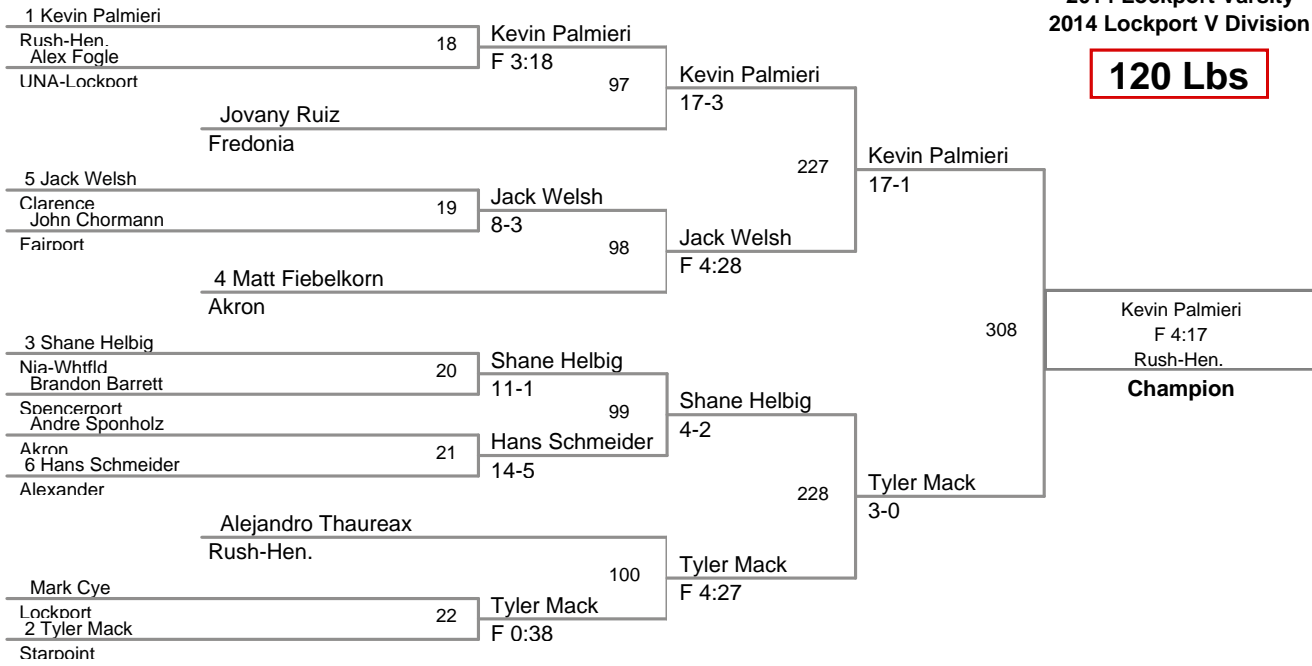 2014 Lockport Varsity
2014 Lockport V Division
120 Lbs
1 Kevin Palmieri
Rush-Hen.
Alex Fogle
UNA-Lockport
18
Kevin Palmieri
F 3:18
Jovany Ruiz
Fredonia
97
Kevin Palmieri
17-3
5 Jack Welsh
Clarence
John Chormann
Fairport
19
Jack Welsh
8-3
4 Matt Fiebelkorn
Akron
98
Jack Welsh
F 4:28
227
Kevin Palmieri
17-1
3 Shane Helbig
Nia-Whtfld
Brandon Barrett
Spencerport
20
Shane Helbig
11-1
Andre Sponholz
Akron
6 Hans Schmeider
Alexander
21
Hans Schmeider
14-5
99
Shane Helbig
4-2
Alejandro Thaureax
Rush-Hen.
Mark Cye
Lockport
2 Tyler Mack
Starpoint
22
Tyler Mack
F 0:38
100
Tyler Mack
F 4:27
228
Tyler Mack
3-0
308
Kevin Palmieri
F 4:17
Rush-Hen.
Champion